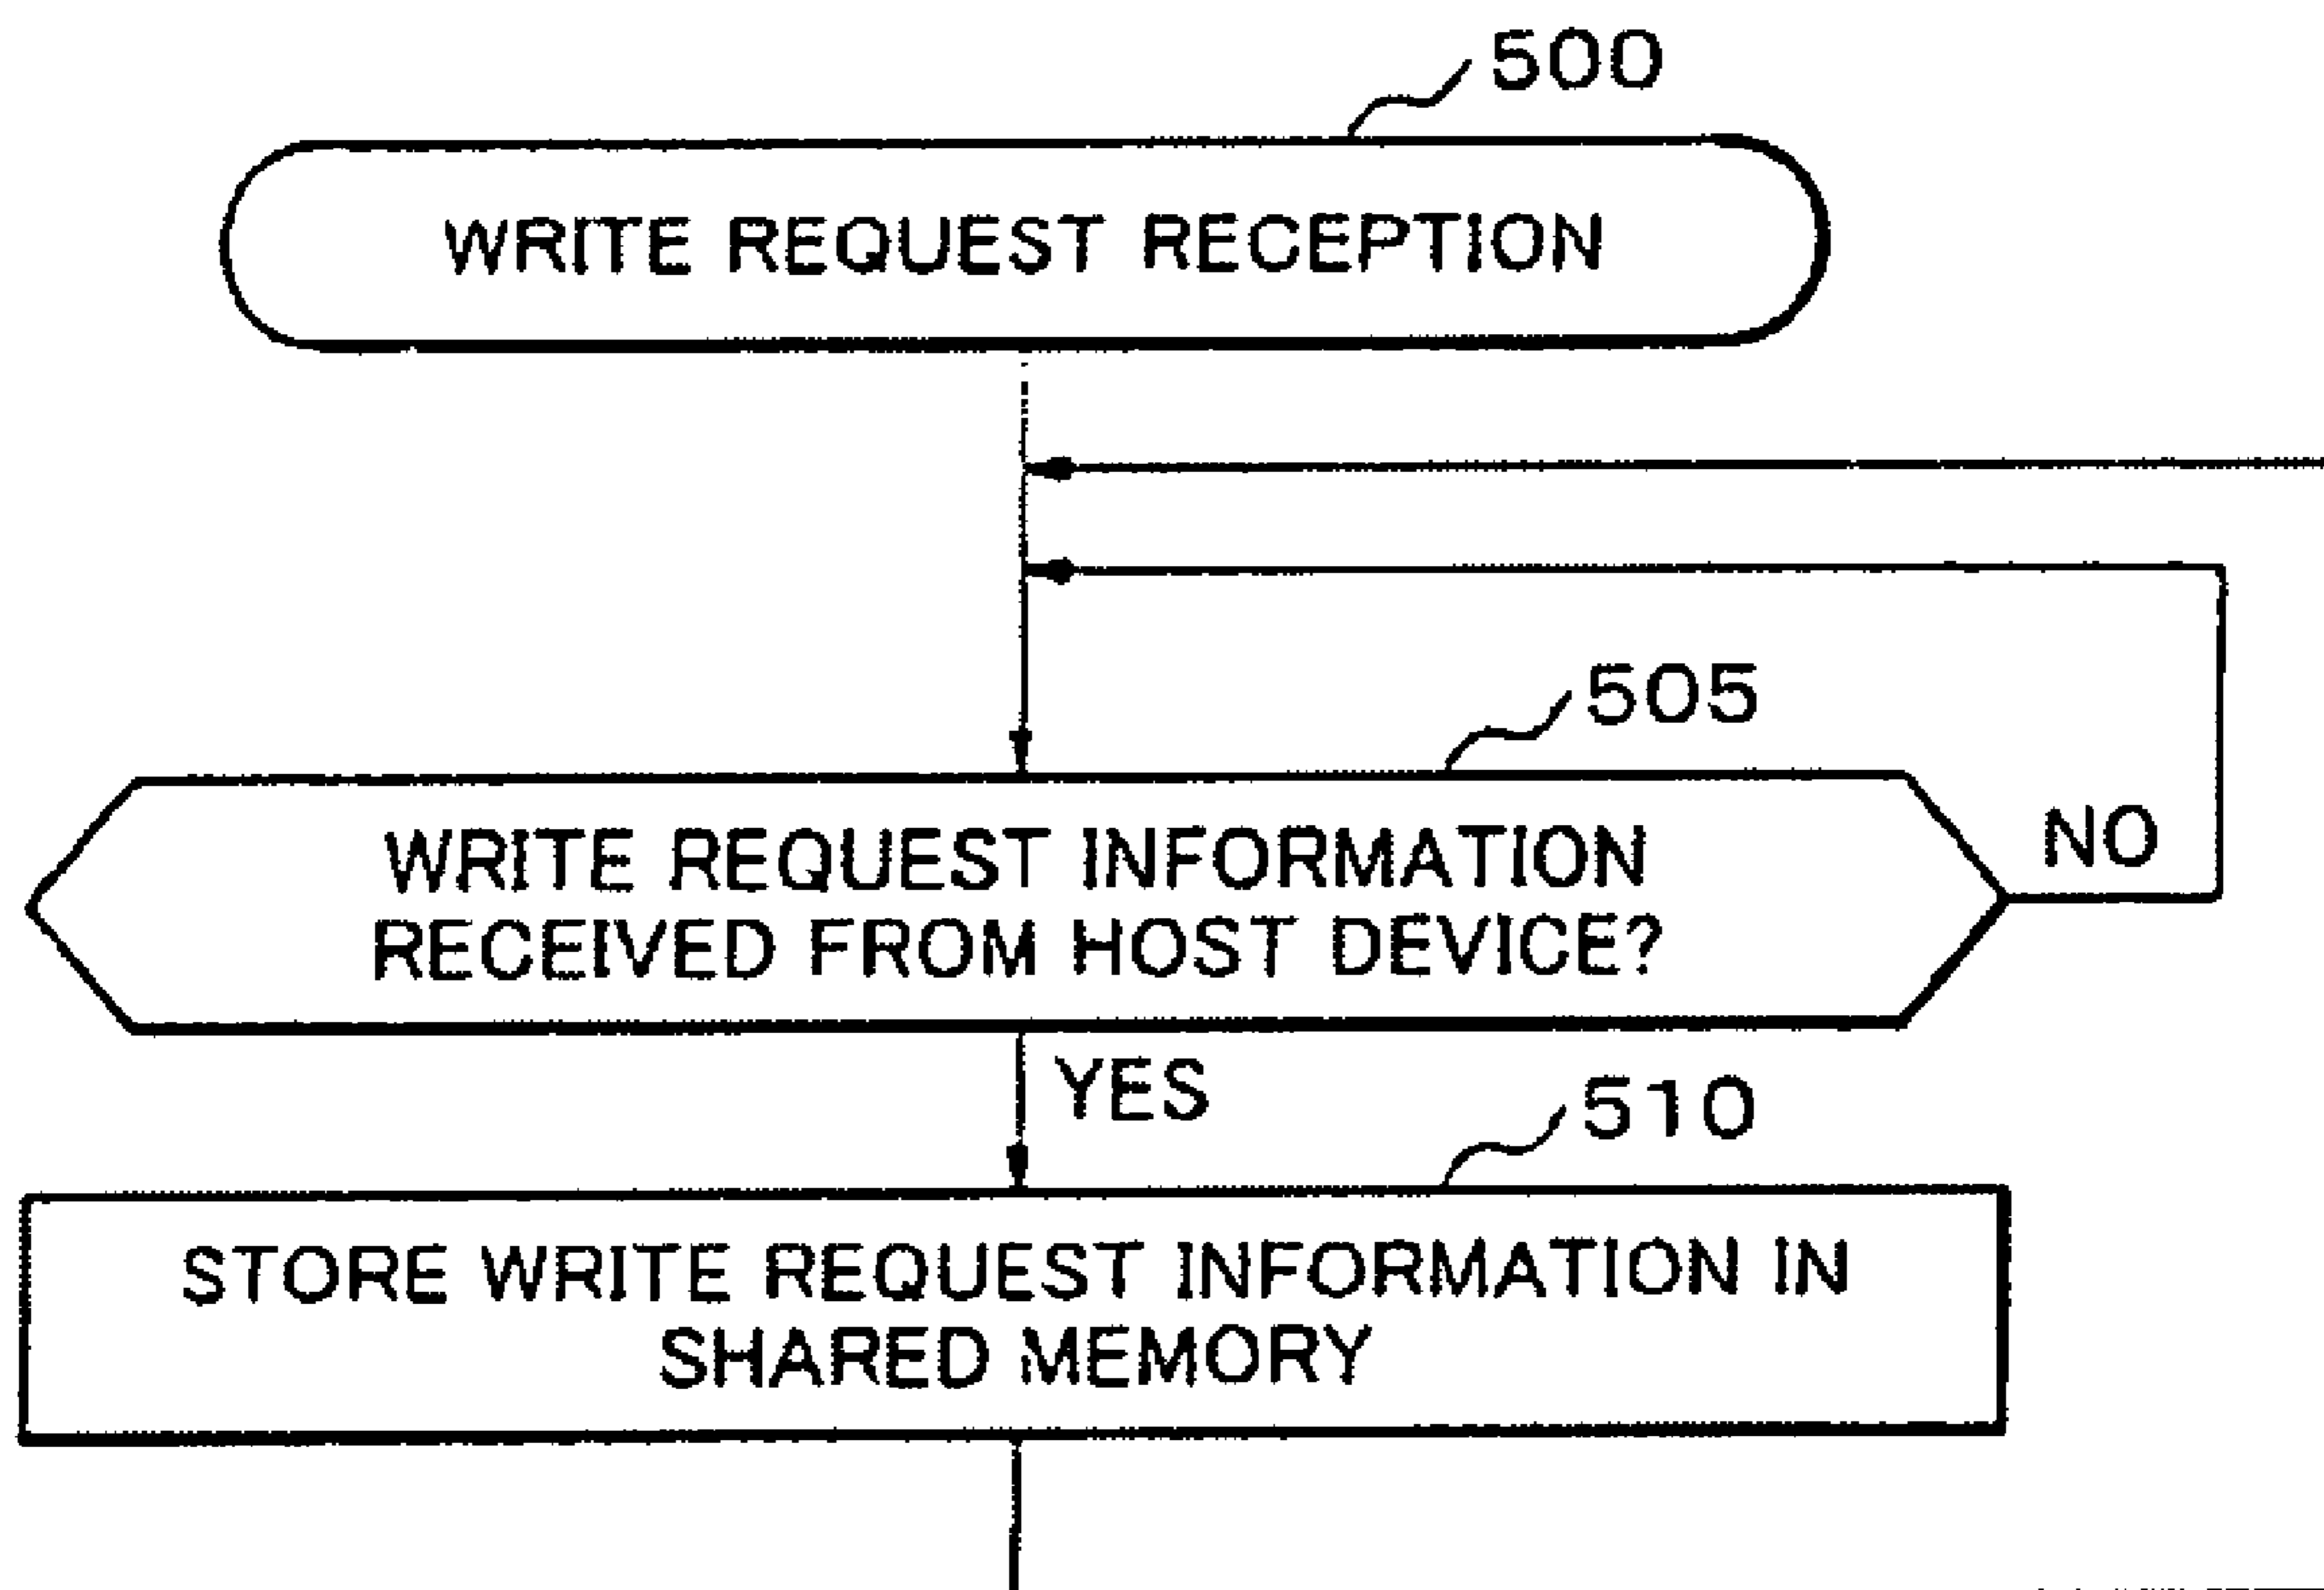 500
WRITE REQUEST RECEPTION
505
WRITE REQUEST INFORMATION
RECEIVED FROM HOST DEVICE?
NO
YES
510
STORE WRITE REQUEST INFORMATION IN
SHARED MEMORY